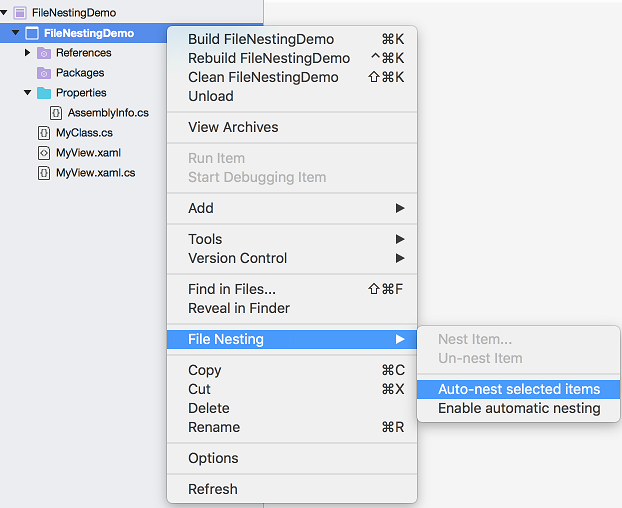 FileNestingDemo
FileNestingDemo
References
Packages
Properties
AssemblyInfo.cs
MyClass.cs
MyView.xaml
MyView.xaml.cs
Build FileNestingDemo ⌘K
Rebuild FileNestingDemo ^⌘K
Clean FileNestingDemo ⇧⌘K
Unload
View Archives
Run Item
Start Debugging Item
Add
Tools
Version Control
Find in Files... ⇧⌘F
Reveal in Finder
File Nesting
Copy ⌘C
Cut ⌘X
Delete
Rename ⌘R
Options
Refresh
Nest Item...
Un-nest Item
Auto-nest selected items
Enable automatic nesting